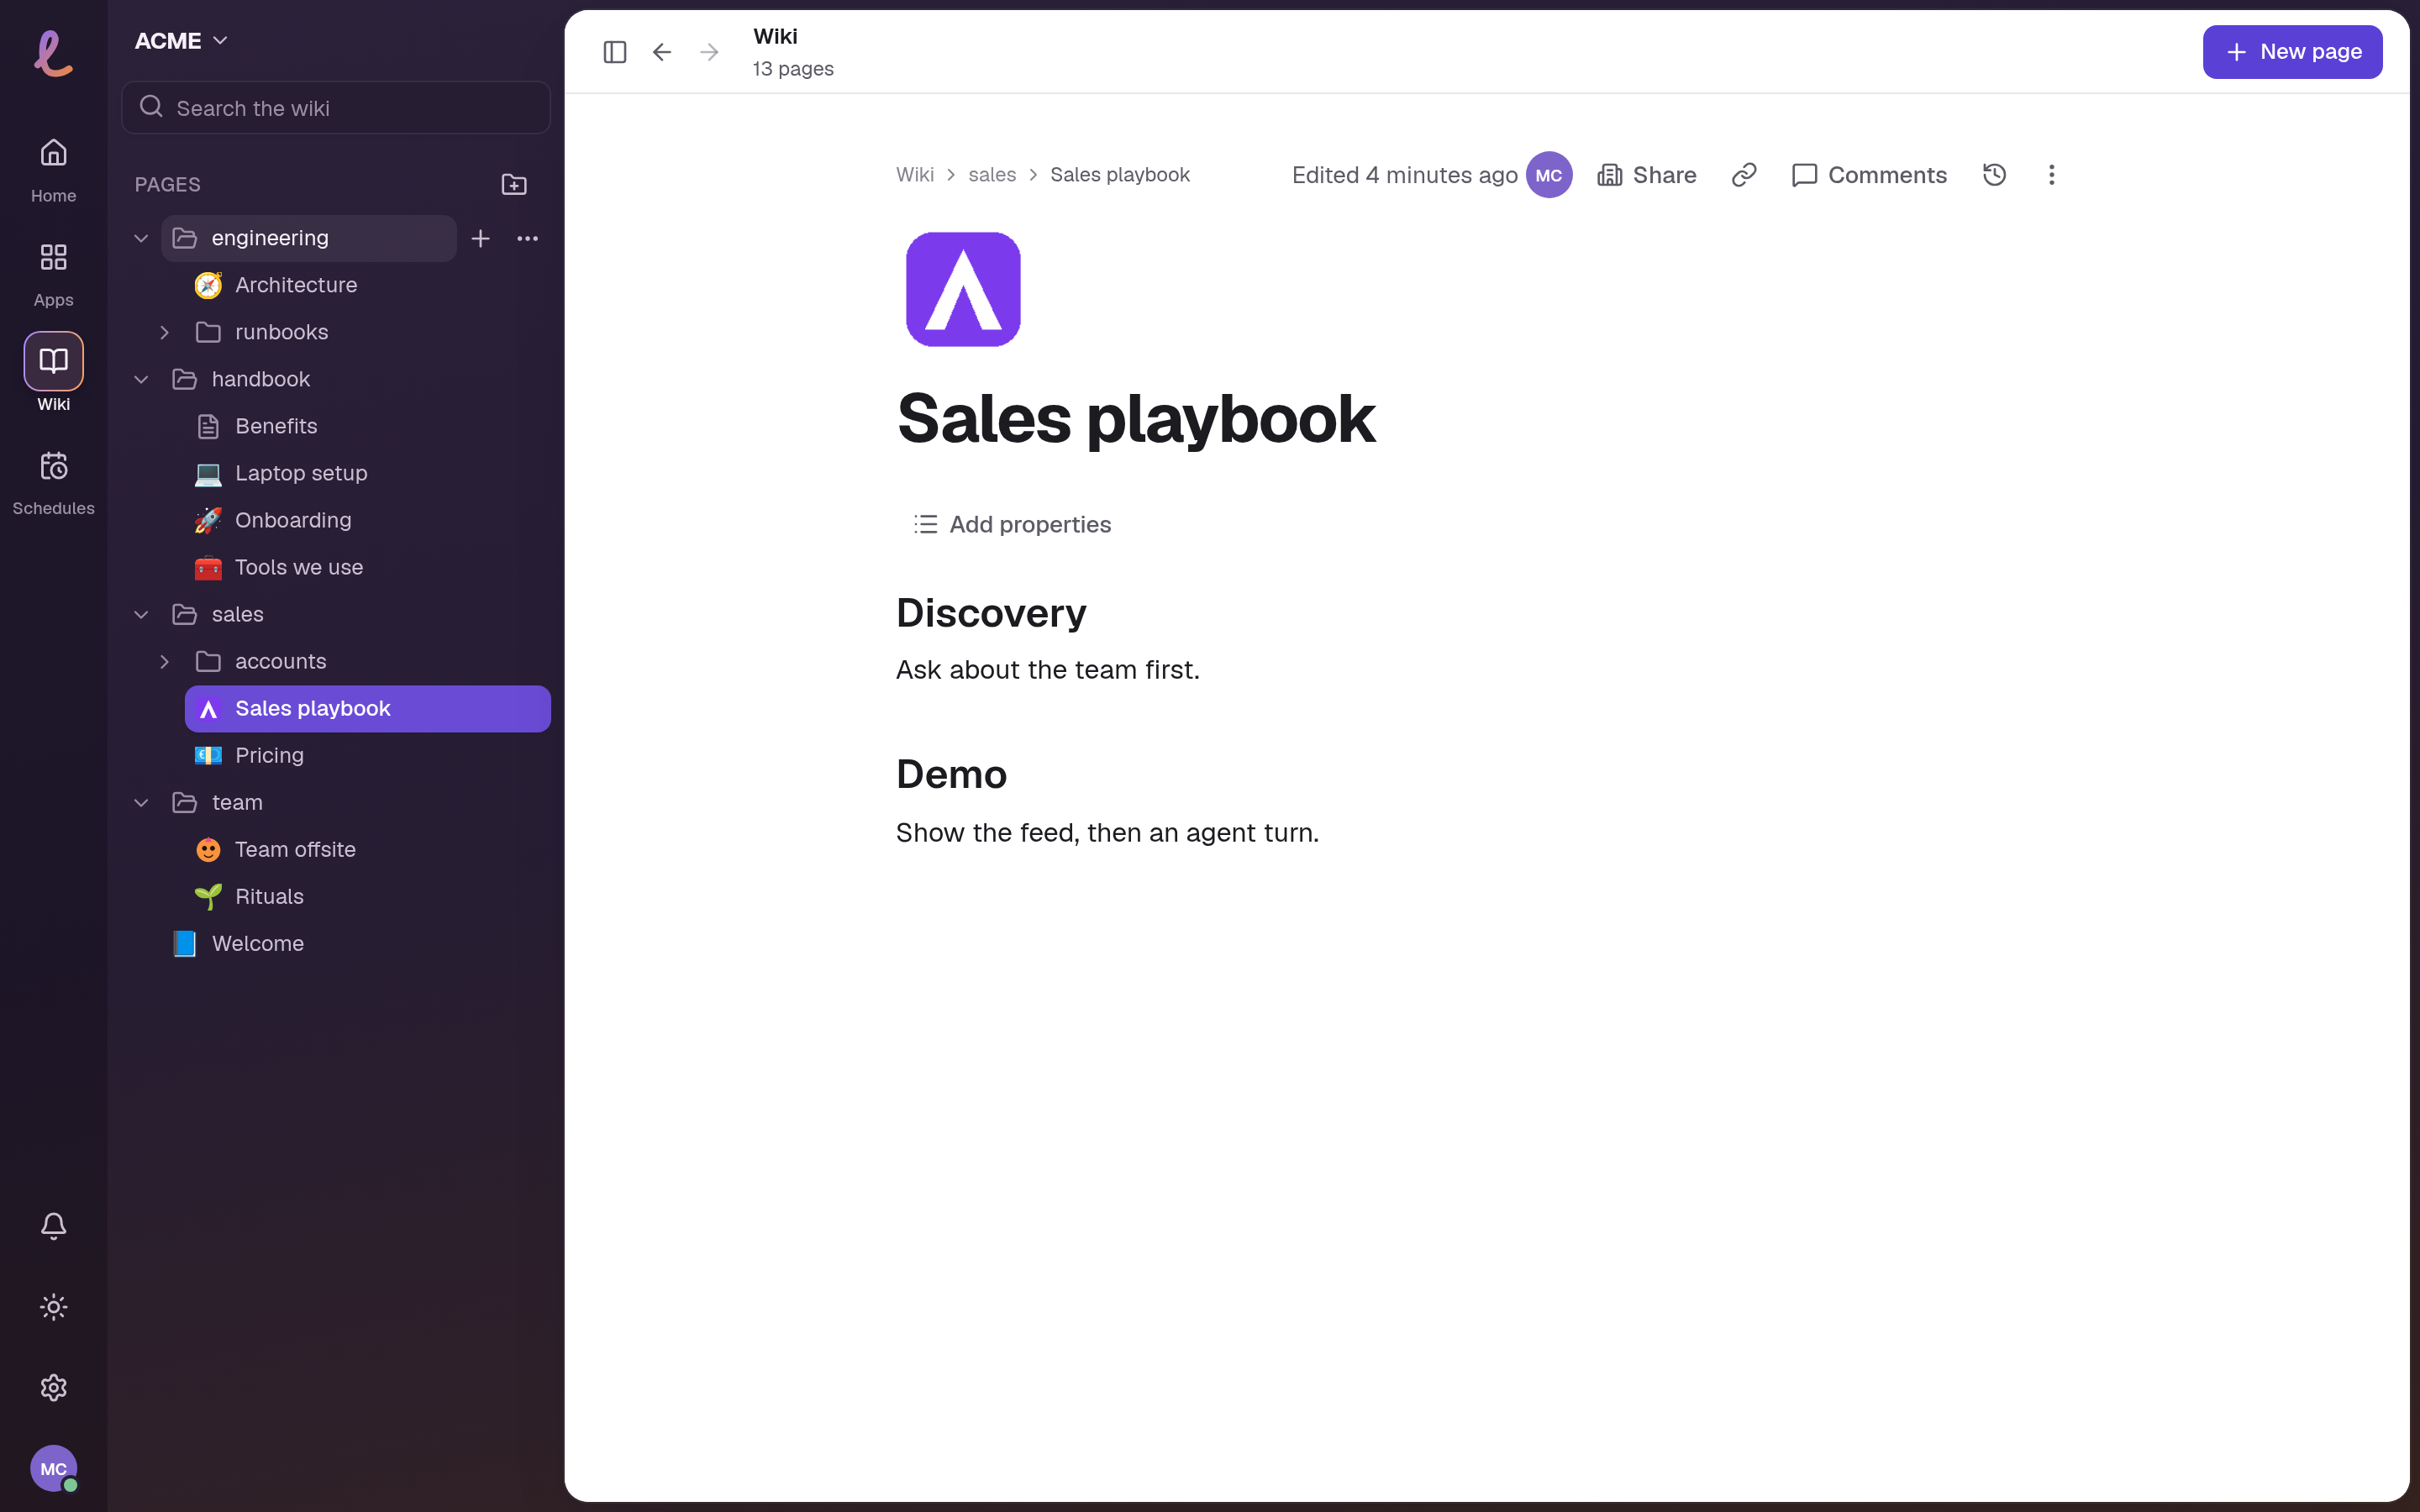 ACME
Search the wiki
PAGES
engineering
Architecture
runbooks
handbook
Benefits
Laptop setup
Onboarding
Tools we use
sales
accounts
Sales playbook
Pricing
team
Team offsite
Rituals
Welcome
Home
Apps
Wiki
Schedules
MC
Wiki
13 pages
New page
Wiki > sales > Sales playbook
Edited 4 minutes ago MC Share Comments
Sales playbook
Add properties
Discovery
Ask about the team first.
Demo
Show the feed, then an agent turn.